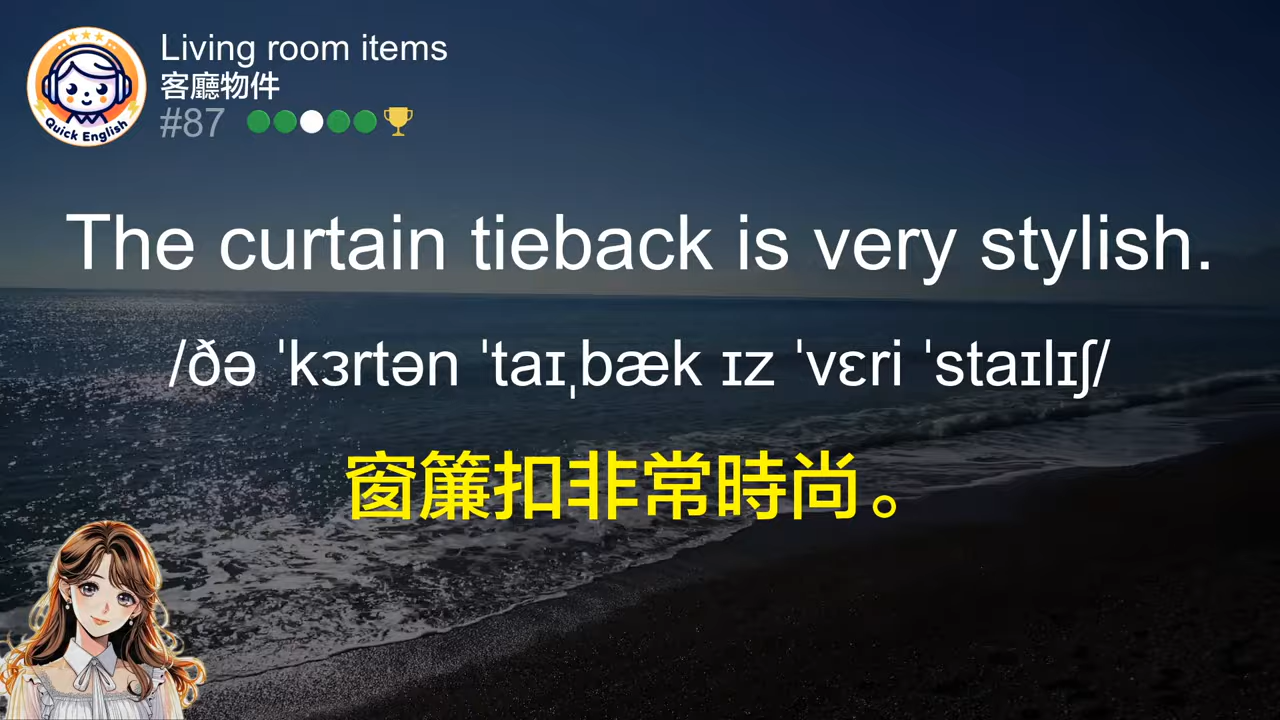 Quick English
Living room items
客廳物件
#87
The curtain tieback is very stylish.
/ðə ˈkɜrtən ˈtaɪˌbæk ɪz ˈvɛri ˈstaɪlɪʃ/
窗簾扣非常時尚。